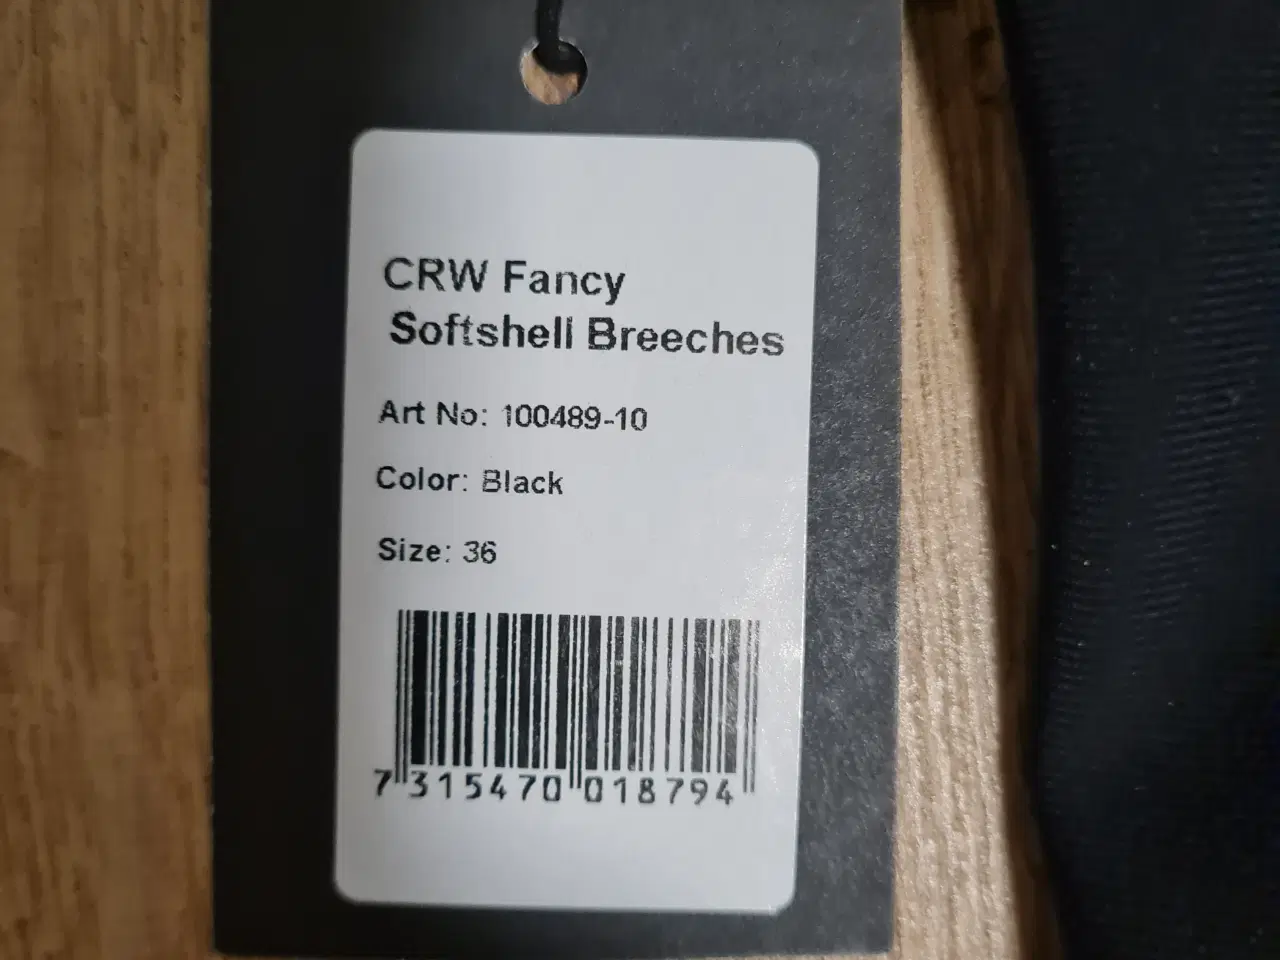 CRW Fancy
Softshell Breeches
Art No: 100489-10
Color: Black
Size: 36
7 315470 018794